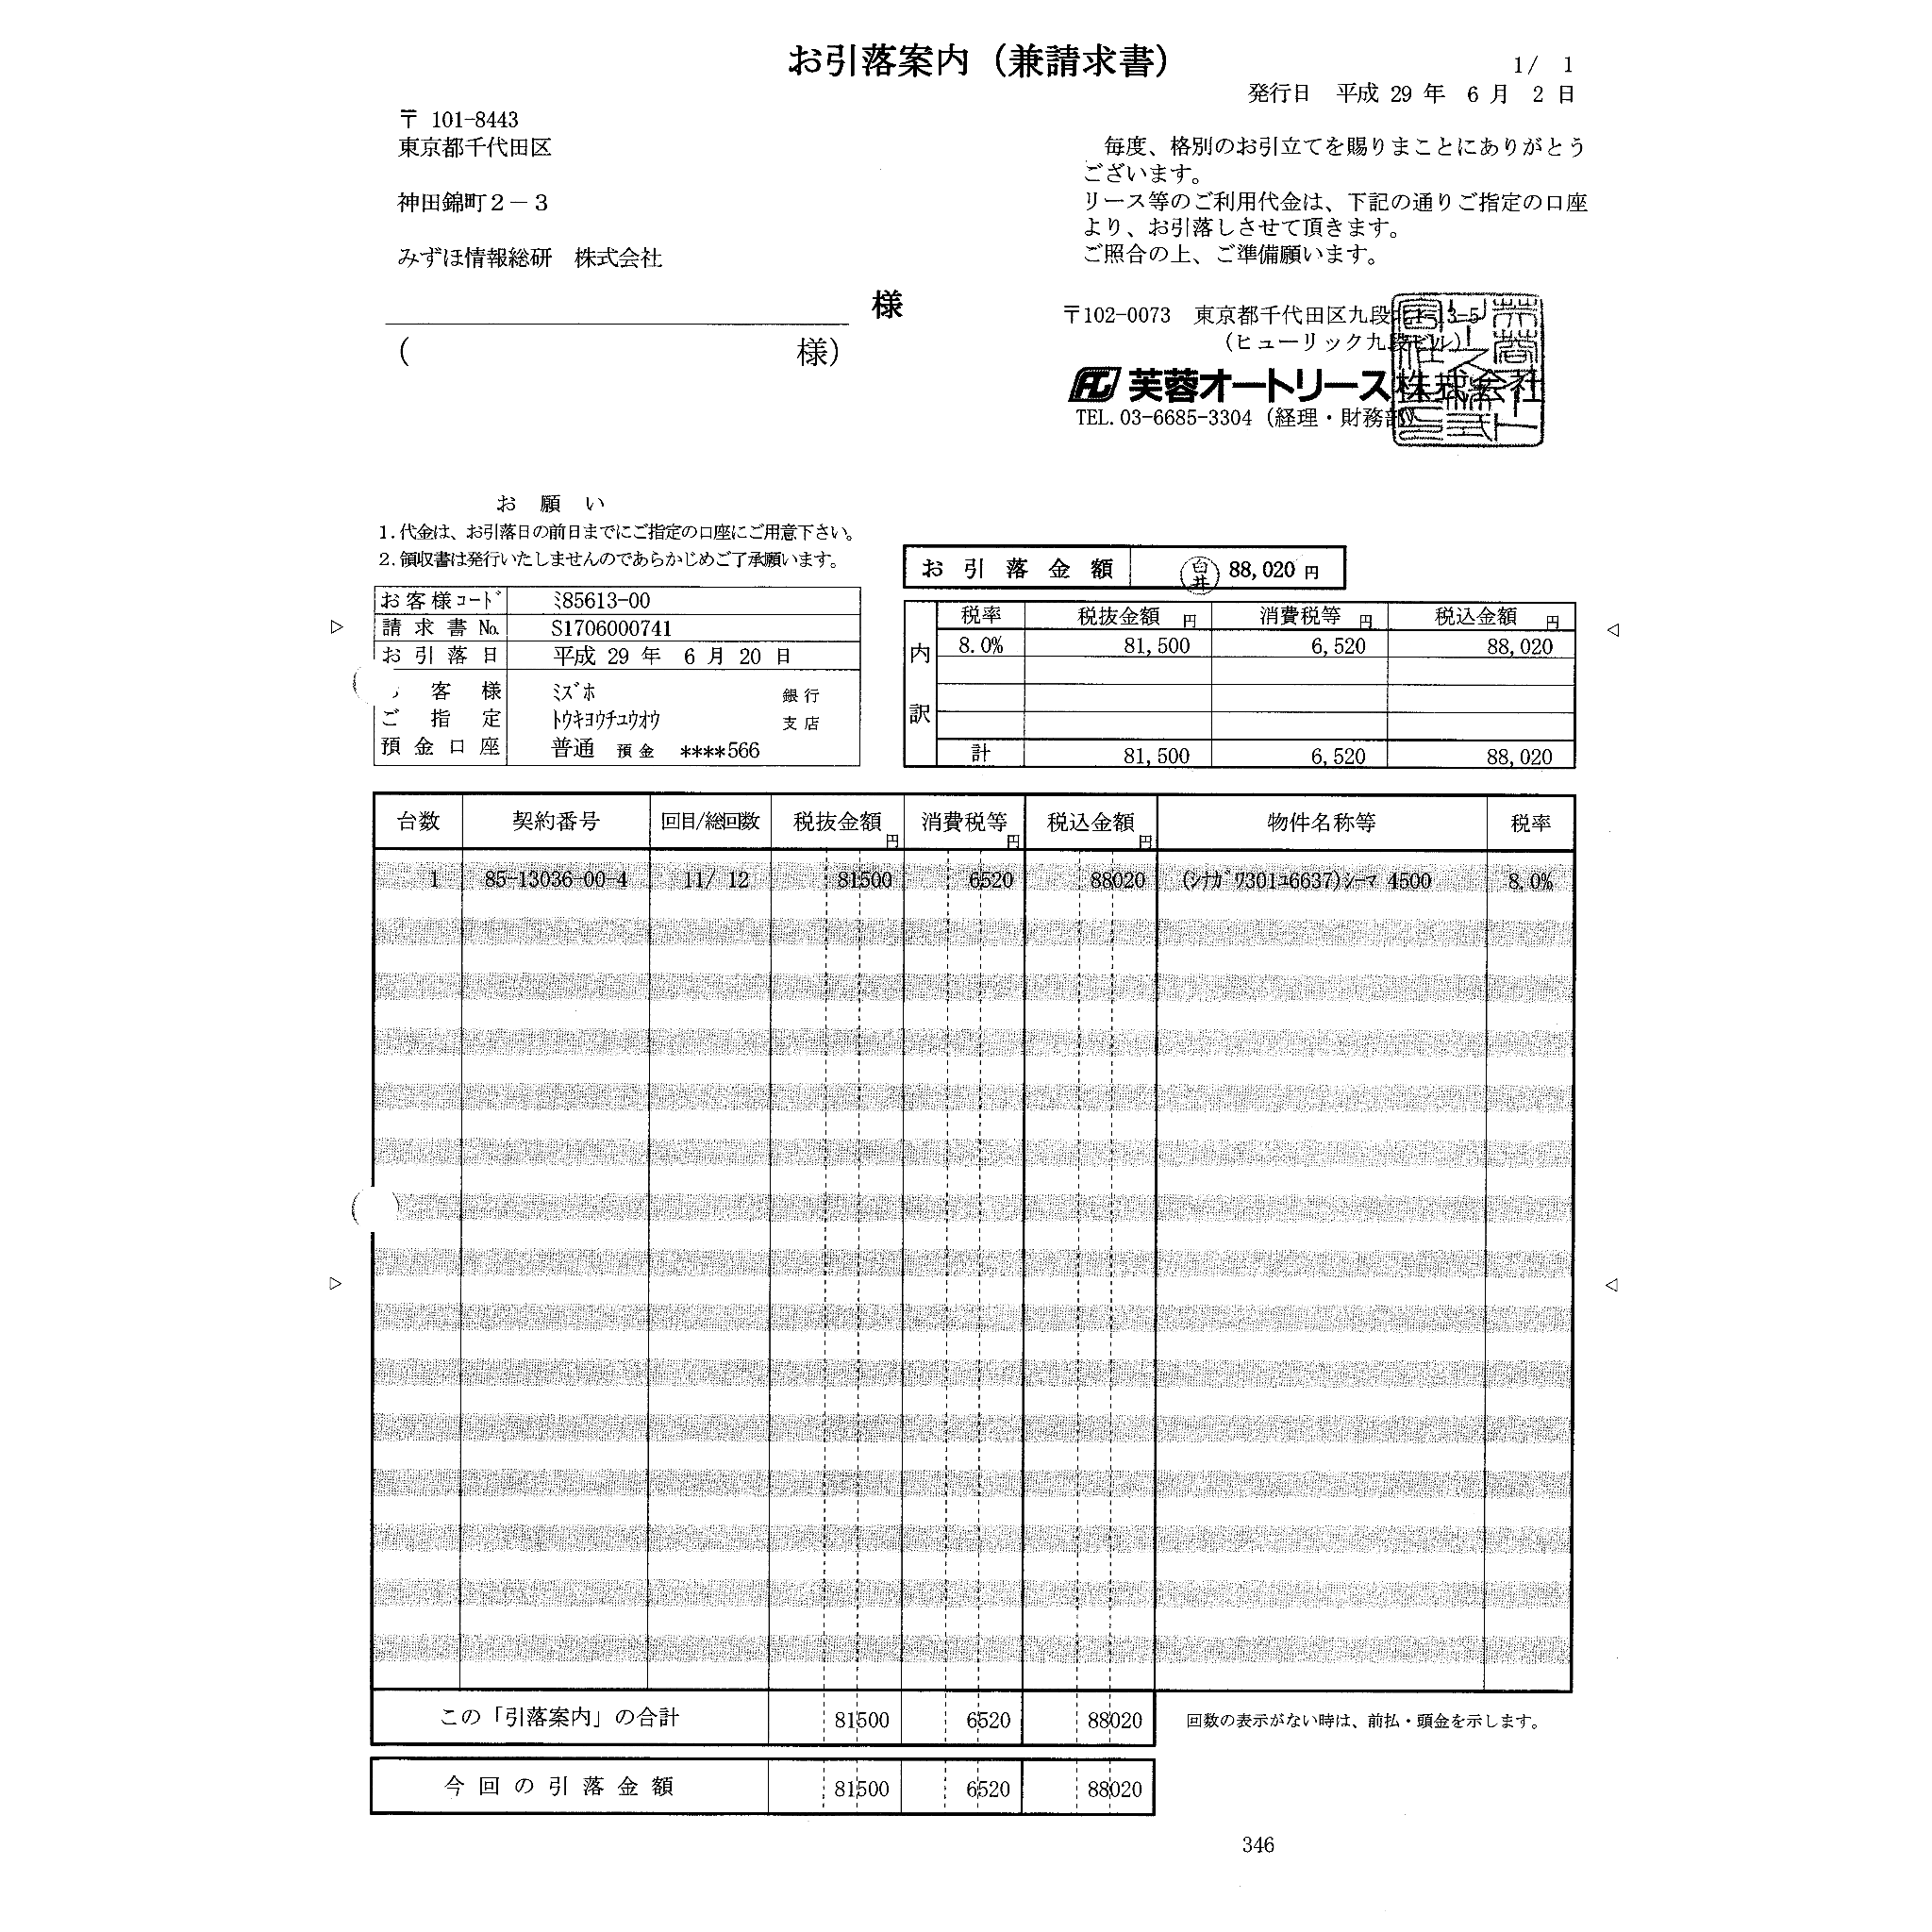 お引落案内（兼請求書）
1/ 1
発行日 平成 29 年 6 月 2 日
〒 101-8443
東京都千代田区
神田錦町２－３
みずほ情報総研 株式会社
様
( 様)
毎度、格別のお引立てを賜りまことにありがとう
ございます。
リース等のご利用代金は、下記の通りご指定の口座
より、お引落しさせて頂きます。
ご照合の上、ご準備願います。
〒102-0073 東京都千代田区九段北1-13-5
(ヒューリック九段ビル)
芙蓉オートリース株式会社
TEL. 03-6685-3304 (経理・財務部)
お 願 い
1. 代金は、お引落日の前日までにご指定の口座にご用意下さい。
2. 領収書は発行いたしませんのであらかじめご了承願います。
お引落金額 白井 88,020 円
お客様コード ﾐ85613-00
請求書No. S1706000741
お引落日 平成 29 年 6 月 20 日
客様 ﾐｽﾞﾎ 銀行
ご指定 ﾄｳｷﾖｳﾁﾕｳｵｳ 支店
預金口座 普通 預金 ****566
内訳
税率 税抜金額 円 消費税等 円 税込金額 円
8.0% 81,500 6,520 88,020
計 81,500 6,520 88,020
台数 契約番号 回目/総回数 税抜金額 円 消費税等 円 税込金額 円 物件名称等 税率
1 85-13036-00-4 11/ 12 81500 6520 88020 (ｼﾅｶﾞﾜ301ﾕ6637)ｼｰﾏ 4500 8.0%
この「引落案内」の合計 81500 6520 88020 回数の表示がない時は、前払・頭金を示します。
今回の引落金額 81500 6520 88020
346